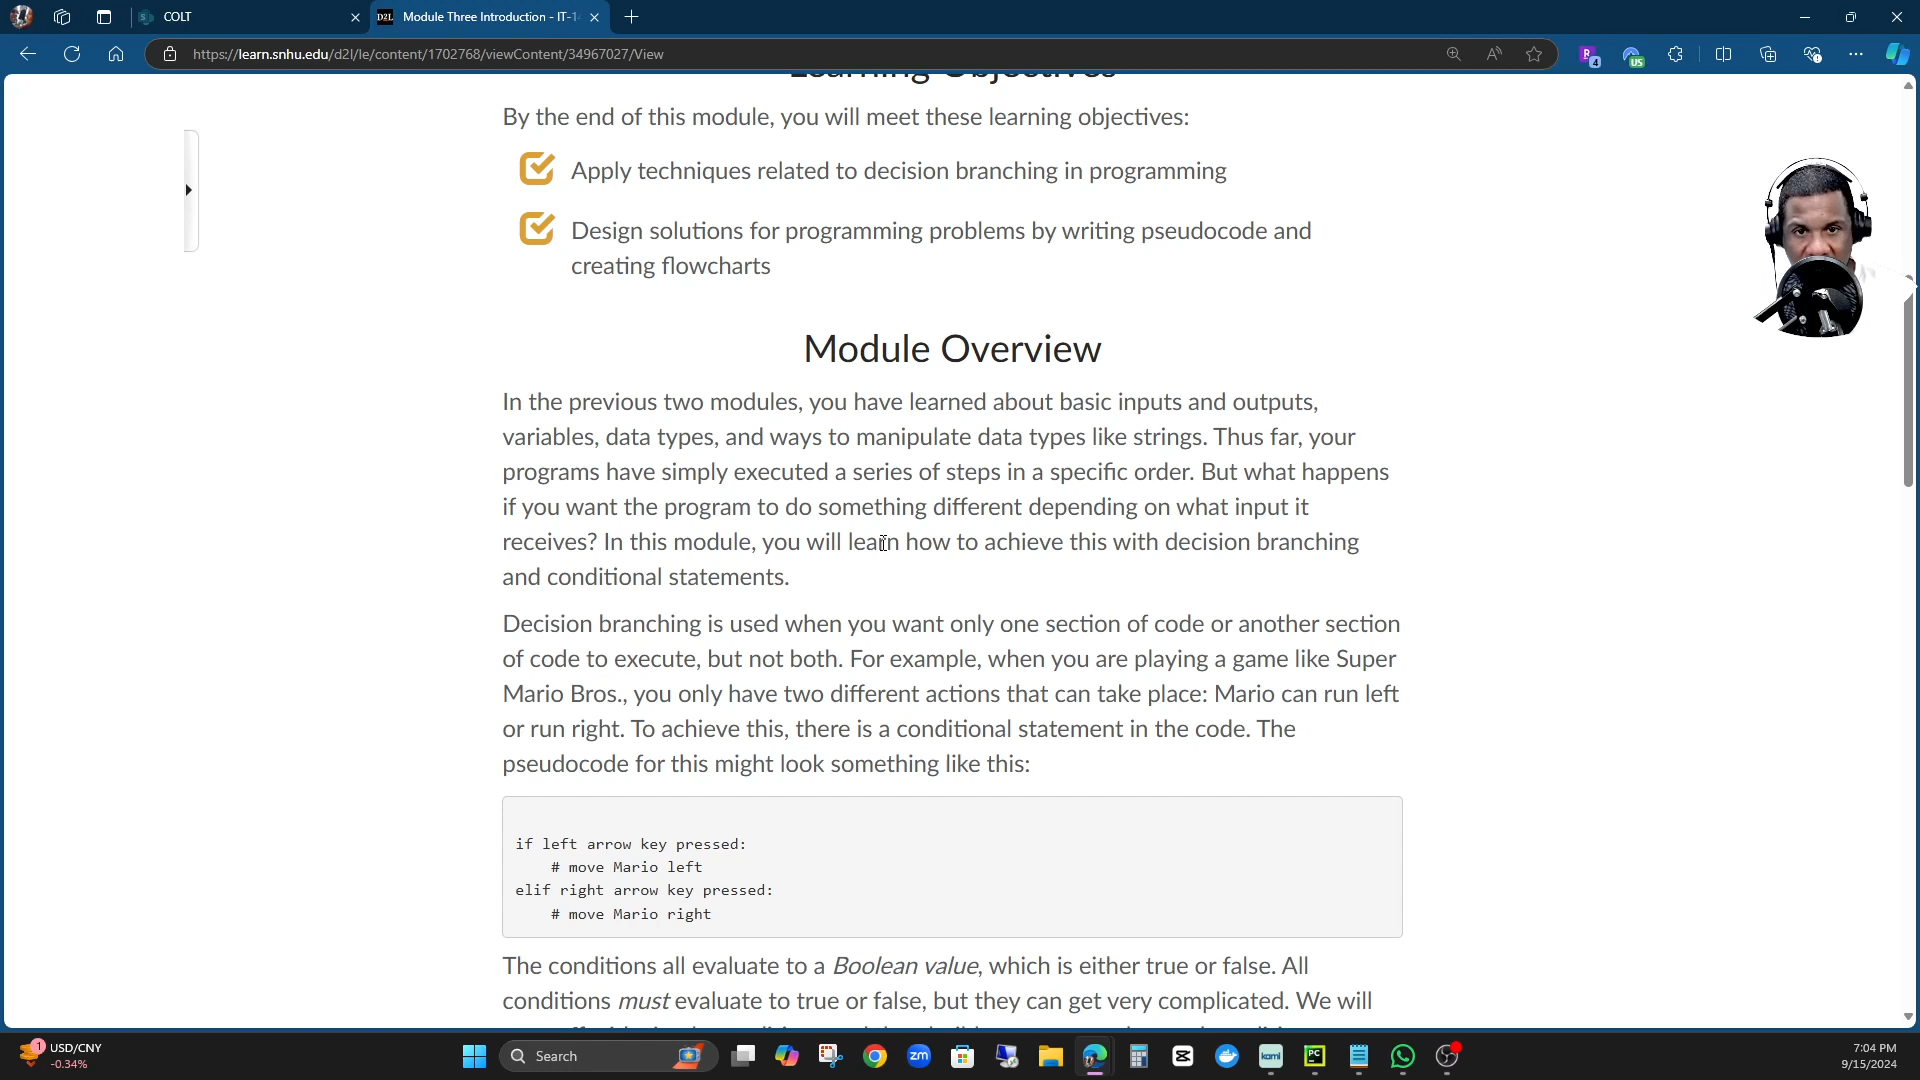 COLT
D2L
Module Three Introduction - IT-1
https://learn.snhu.edu/d2l/le/content/1702768/viewContent/34967027/View
4
US
Learning Objectives
By the end of this module, you will meet these learning objectives:
Apply techniques related to decision branching in programming
Design solutions for programming problems by writing pseudocode and
creating flowcharts
Module Overview
In the previous two modules, you have learned about basic inputs and outputs,
variables, data types, and ways to manipulate data types like strings. Thus far, your
programs have simply executed a series of steps in a specific order. But what happens
if you want the program to do something different depending on what input it
receives? In this module, you will learn how to achieve this with decision branching
and conditional statements.
Decision branching is used when you want only one section of code or another section
of code to execute, but not both. For example, when you are playing a game like Super
Mario Bros., you only have two different actions that can take place: Mario can run left
or run right. To achieve this, there is a conditional statement in the code. The
pseudocode for this might look something like this:
if left arrow key pressed:
    # move Mario left
elif right arrow key pressed:
    # move Mario right
The conditions all evaluate to a Boolean value, which is either true or false. All
conditions must evaluate to true or false, but they can get very complicated. We will
1
USD/CNY
-0.34%
Search
zm
kami
PC
7:04 PM
9/15/2024